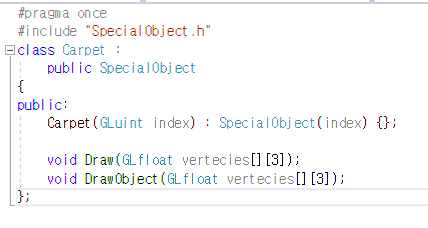 #pragma once
#include "SpecialObject.h"
class Carpet :
    public SpecialObject
{
public:
    Carpet(GLuint index) : SpecialObject(index) {};

    void Draw(GLfloat vertecies[][3]);
    void DrawObject(GLfloat vertecies[][3]);
};